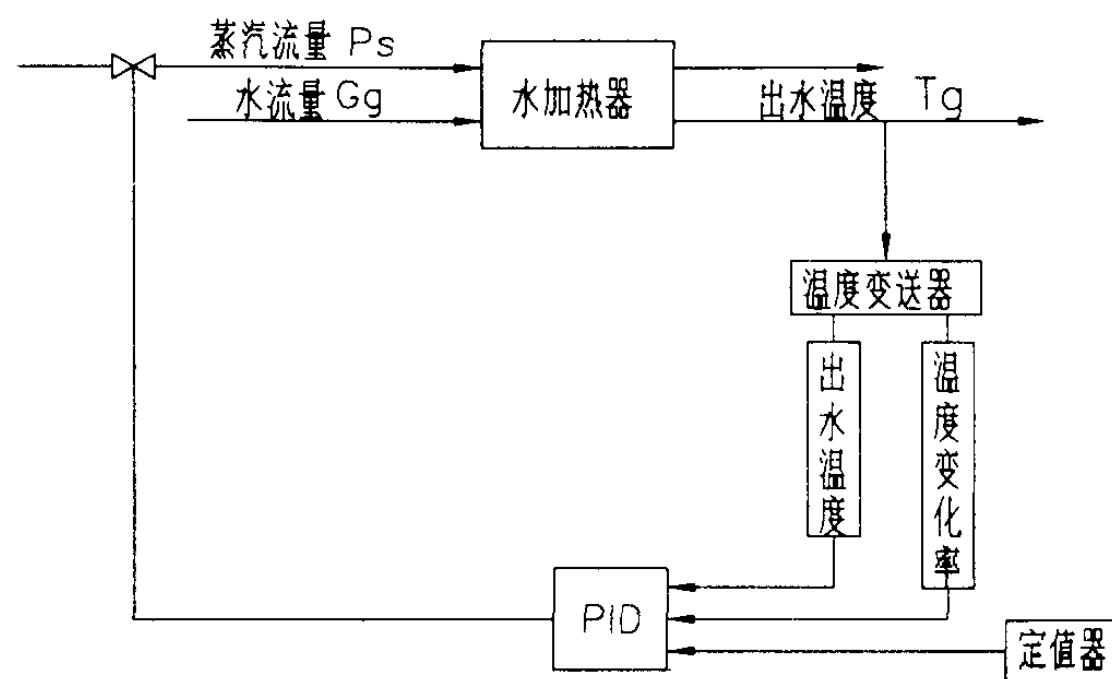 蒸汽流量 Ps
水流量 Gg
水加热器
出水温度 Tg
温度变送器
出水温度
温度变化率
PID
定值器